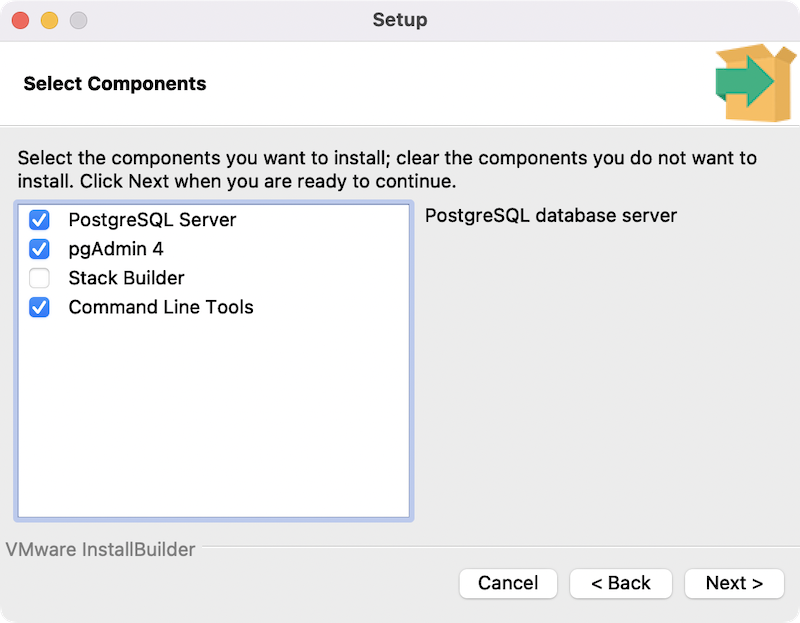 Setup
Select Components
Select the components you want to install; clear the components you do not want to
install. Click Next when you are ready to continue.
PostgreSQL Server
pgAdmin 4
Stack Builder
Command Line Tools
PostgreSQL database server
VMware InstallBuilder
Cancel
< Back
Next >